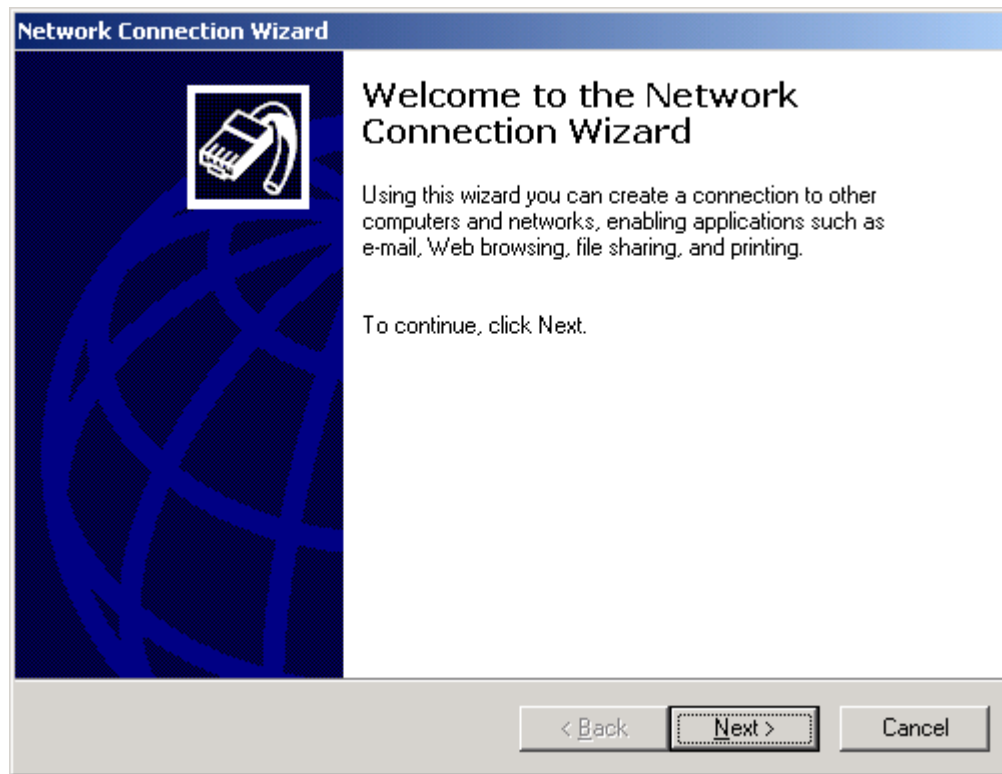 Network Connection Wizard
Welcome to the Network
Connection Wizard
Using this wizard you can create a connection to other
computers and networks, enabling applications such as
e-mail, Web browsing, file sharing, and printing.
To continue, click Next.
< Back Next > Cancel